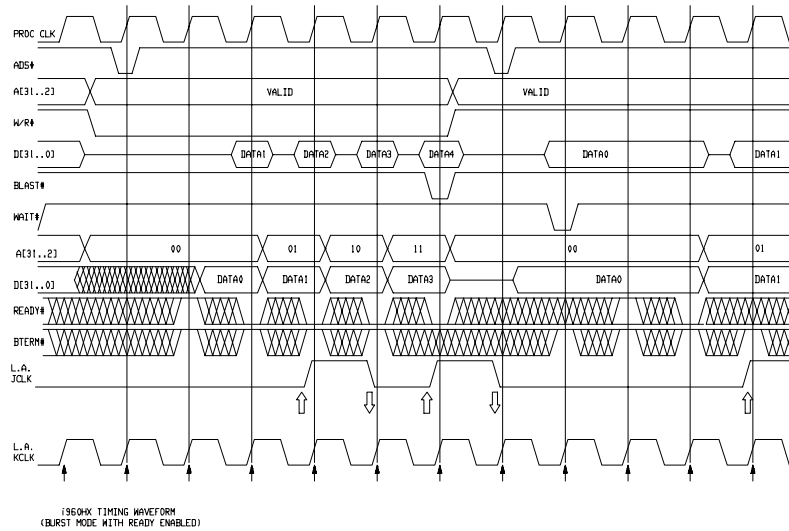 PROC CLK
ADS#
A[31..2] VALID VALID
W/R#
D[31..0] DATA1 DATA2 DATA3 DATA4 DATA0 DATA1
BLAST#
WAIT#
A[31..2] 00 01 10 11 00 01
D[31..0] DATA0 DATA1 DATA2 DATA3 DATA0 DATA1
READY#
BTERM#
L.A.
JCLK
L.A.
KCLK
i960HX TIMING WAVEFORM
(BURST MODE WITH READY ENABLED)